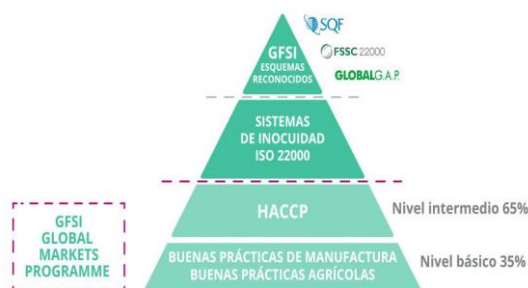 SQF
GFSI
ESQUEMAS
RECONOCIDOS
FSSC 22000
GLOBALG.A.P.
SISTEMAS
DE INOCUIDAD
ISO 22000
HACCP
Nivel intermedio 65%
GFSI
GLOBAL
MARKETS
PROGRAMME
BUENAS PRÁCTICAS DE MANUFACTURA
BUENAS PRÁCTICAS AGRÍCOLAS
Nivel básico 35%